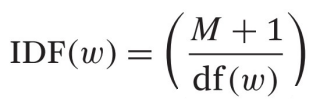 IDF(w) = ( (M + 1) / df(w) )